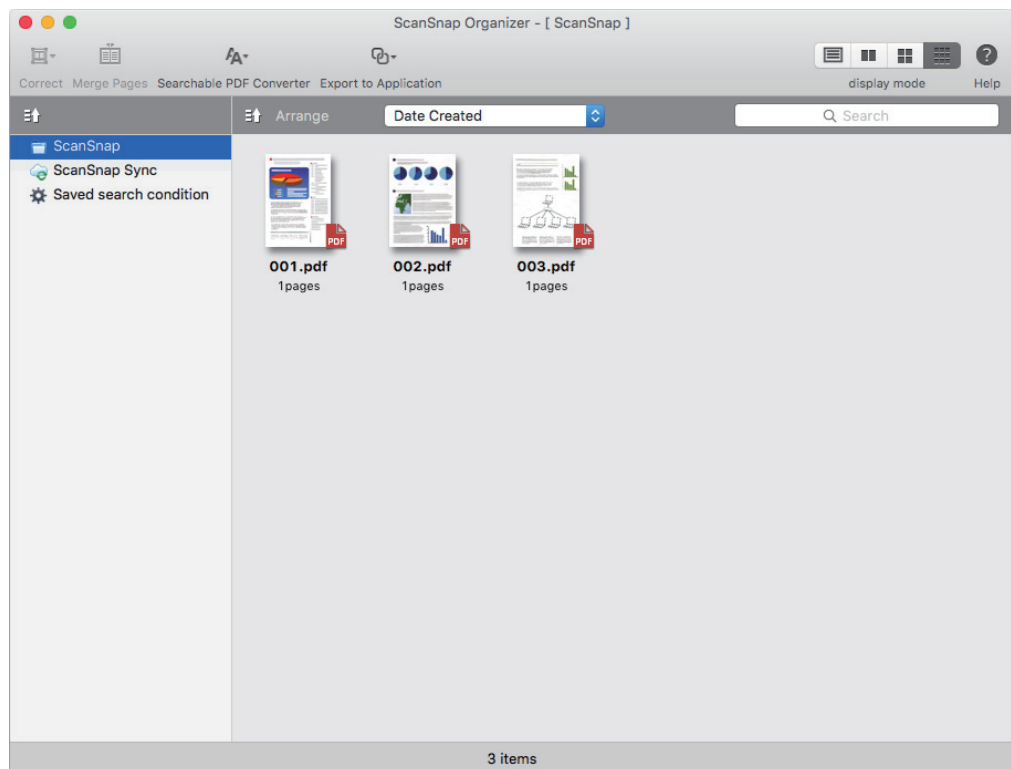 ScanSnap Organizer - [ ScanSnap ]
Correct Merge Pages Searchable PDF Converter Export to Application display mode Help
Arrange Date Created Search
ScanSnap
ScanSnap Sync
Saved search condition
PDF PDF PDF
001.pdf 002.pdf 003.pdf
1pages 1pages 1pages
3 items